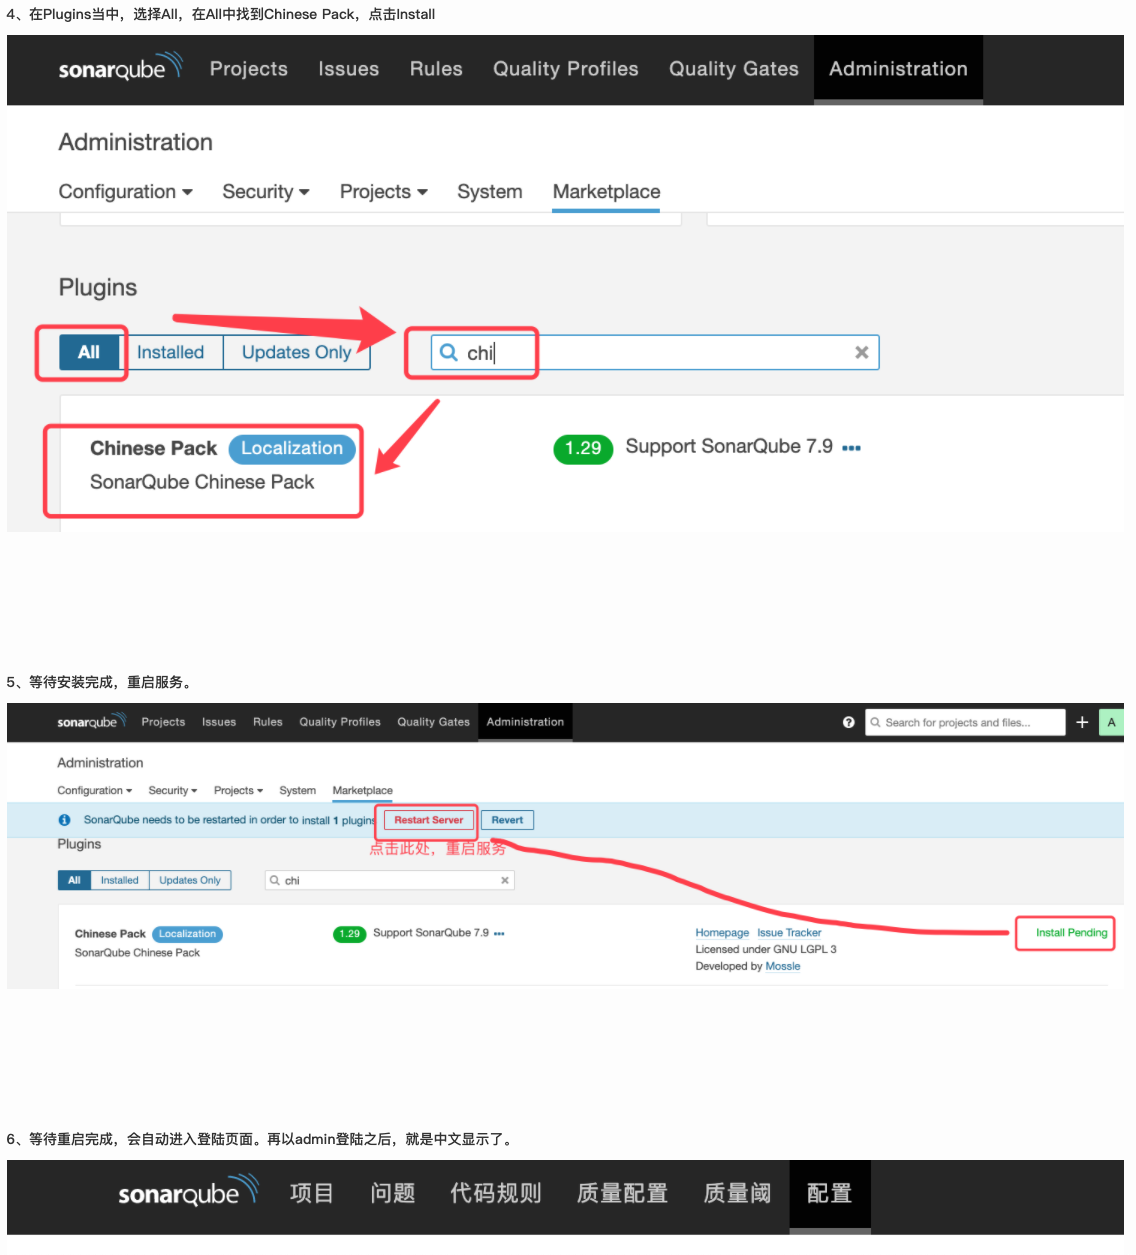 4、在Plugins当中，选择All，在All中找到Chinese Pack，点击Install
sonarqube Projects Issues Rules Quality Profiles Quality Gates Administration
Administration
Configuration Security Projects System Marketplace
Plugins
All Installed Updates Only chi
Chinese Pack Localization 1.29 Support SonarQube 7.9
SonarQube Chinese Pack
5、等待安装完成，重启服务。
sonarqube Projects Issues Rules Quality Profiles Quality Gates Administration Search for projects and files... A
Administration
Configuration Security Projects System Marketplace
SonarQube needs to be restarted in order to install 1 plugins Restart Server Revert
Plugins 点击此处，重启服务
All Installed Updates Only chi
Chinese Pack Localization 1.29 Support SonarQube 7.9 Homepage Issue Tracker Install Pending
SonarQube Chinese Pack Licensed under GNU LGPL 3
Developed by Mossle
6、等待重启完成，会自动进入登陆页面。再以admin登陆之后，就是中文显示了。
sonarqube 项目 问题 代码规则 质量配置 质量阈 配置